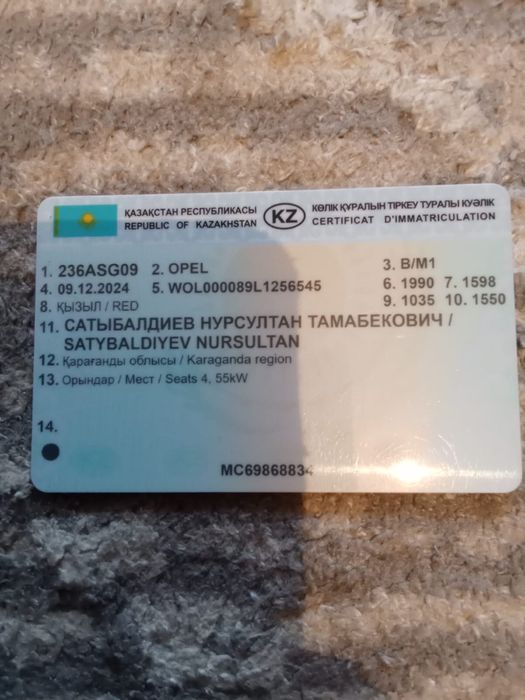 ҚАЗАҚСТАН РЕСПУБЛИКАСЫ
REPUBLIC OF KAZAKHSTAN
KZ
КӨЛІК ҚҰРАЛЫН ТІРКЕУ ТУРАЛЫ КУӘЛІК
CERTIFICAT D'IMMATRICULATION
1. 236ASG09 2. OPEL 3. B/M1
4. 09.12.2024 5. WOL000089L1256545 6. 1990 7. 1598
8. ҚЫЗЫЛ / RED 9. 1035 10. 1550
11. САТЫБАЛДИЕВ НУРСУЛТАН ТАМАБЕКОВИЧ /
SATYBALDIYEV NURSULTAN
12. Қарағанды облысы / Karaganda region
13. Орындар / Мест / Seats 4, 55kW
14.
MC69868834